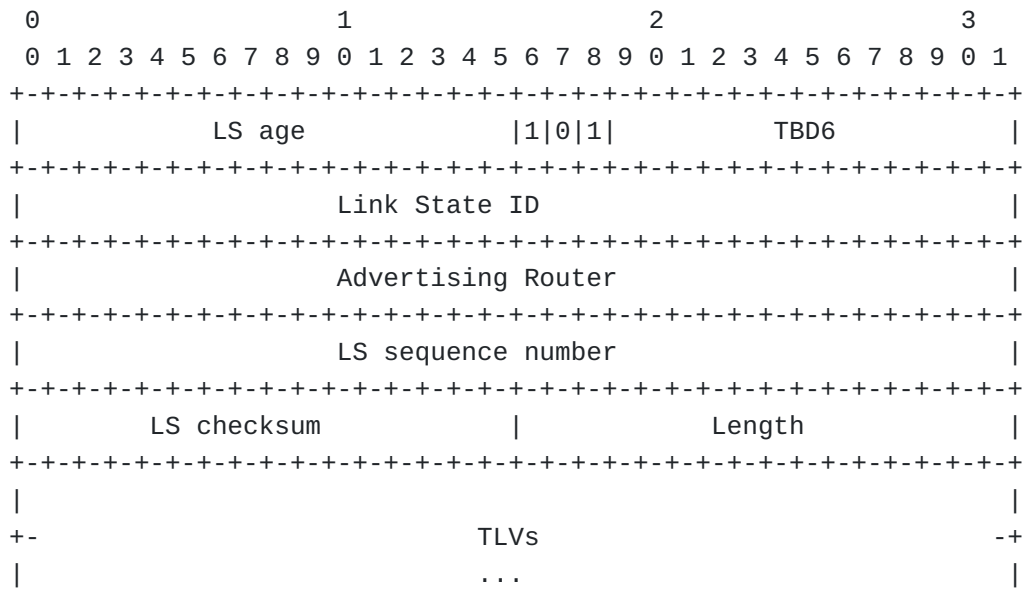 0                   1                   2                   3
 0 1 2 3 4 5 6 7 8 9 0 1 2 3 4 5 6 7 8 9 0 1 2 3 4 5 6 7 8 9 0 1
+-+-+-+-+-+-+-+-+-+-+-+-+-+-+-+-+-+-+-+-+-+-+-+-+-+-+-+-+-+-+-+-+
|            LS age             |1|0|1|          TBD6           |
+-+-+-+-+-+-+-+-+-+-+-+-+-+-+-+-+-+-+-+-+-+-+-+-+-+-+-+-+-+-+-+-+
|                    Link State ID                              |
+-+-+-+-+-+-+-+-+-+-+-+-+-+-+-+-+-+-+-+-+-+-+-+-+-+-+-+-+-+-+-+-+
|                    Advertising Router                         |
+-+-+-+-+-+-+-+-+-+-+-+-+-+-+-+-+-+-+-+-+-+-+-+-+-+-+-+-+-+-+-+-+
|                    LS sequence number                         |
+-+-+-+-+-+-+-+-+-+-+-+-+-+-+-+-+-+-+-+-+-+-+-+-+-+-+-+-+-+-+-+-+
|        LS checksum            |            Length             |
+-+-+-+-+-+-+-+-+-+-+-+-+-+-+-+-+-+-+-+-+-+-+-+-+-+-+-+-+-+-+-+-+
|                                                               |
+-                            TLVs                             -+
|                             ...                               |